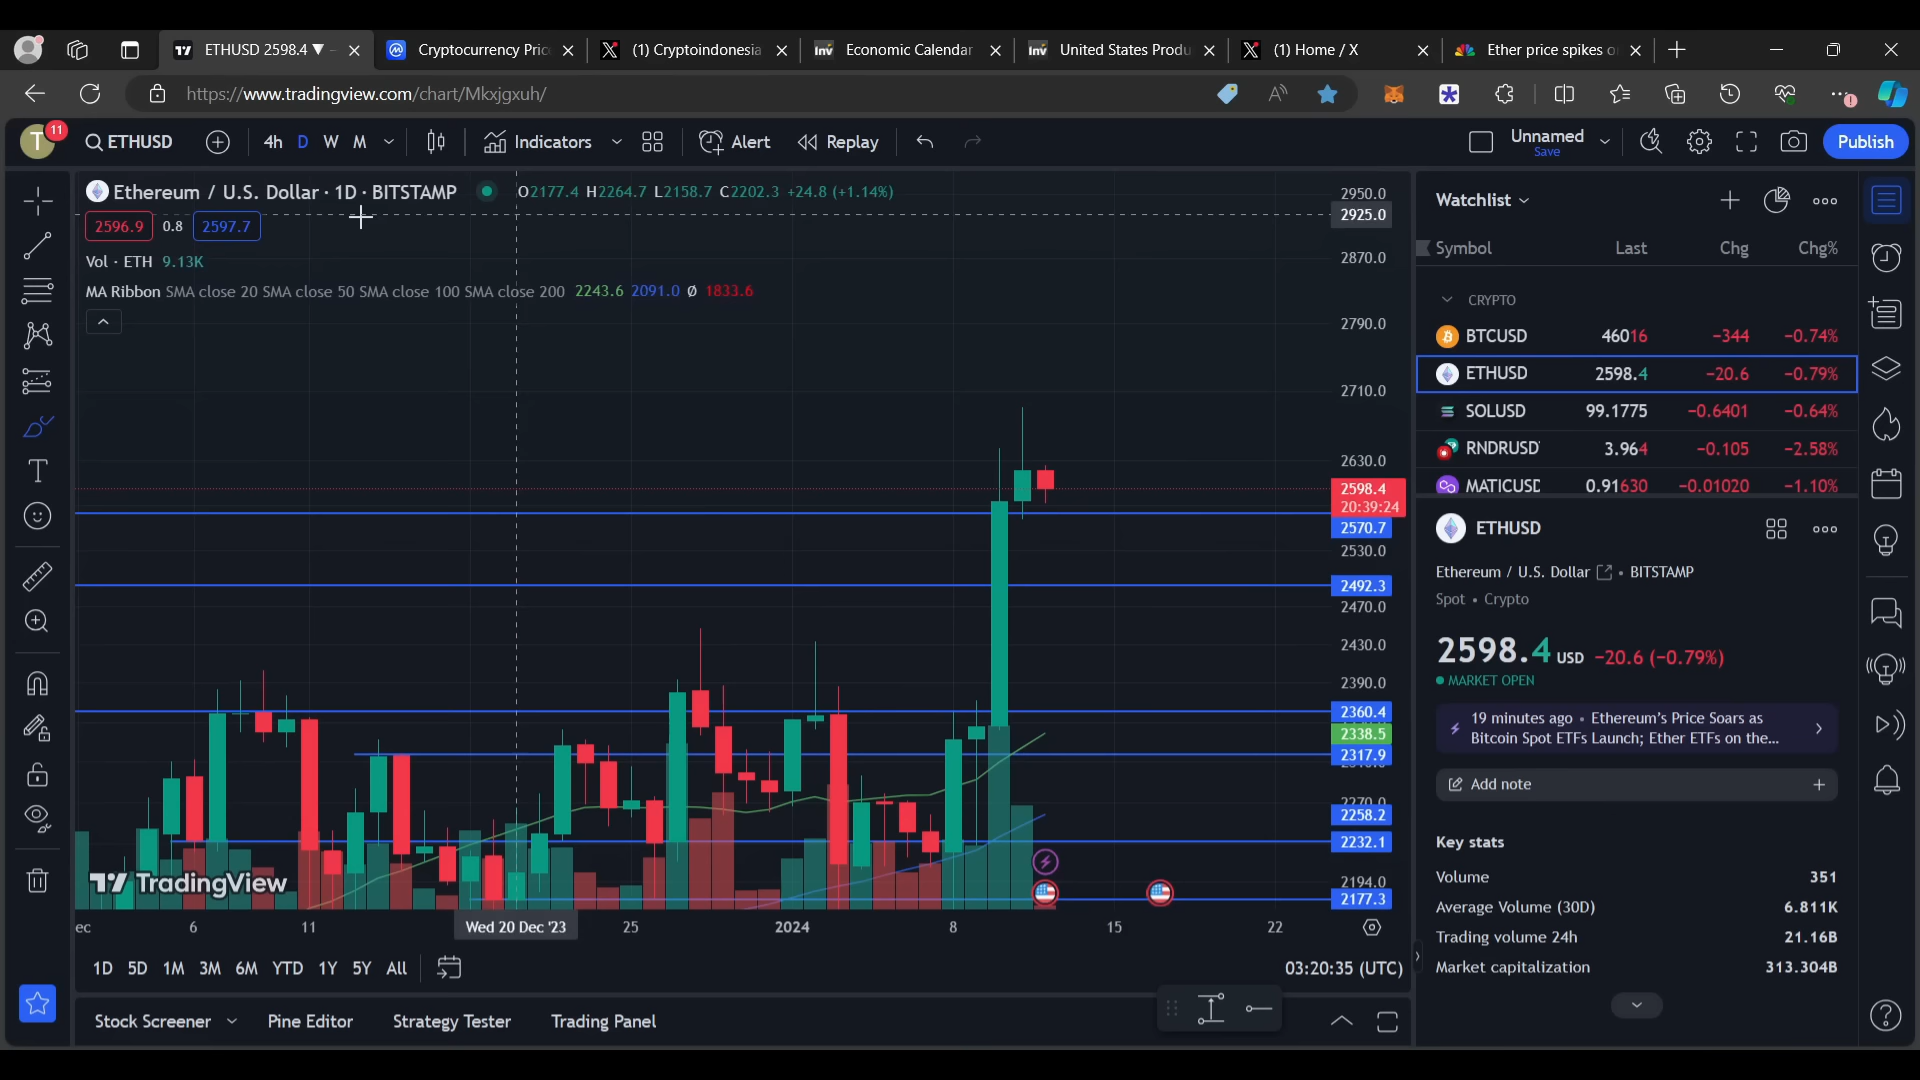 ETHUSD 2598.4 ▼
Cryptocurrency Pric
(1) Cryptoindonesia
Economic Calendar
United States Produ
(1) Home / X
Ether price spikes o
https://www.tradingview.com/chart/Mkxjgxuh/
T 11
ETHUSD
4h D W M
Indicators
Alert
Replay
Unnamed
Save
Publish
Ethereum / U.S. Dollar · 1D · BITSTAMP
O2177.4 H2264.7 L2158.7 C2202.3 +24.8 (+1.14%)
2596.9 0.8 2597.7
Vol · ETH 9.13K
MA Ribbon SMA close 20 SMA close 50 SMA close 100 SMA close 200 2243.6 2091.0 Ø 1833.6
2950.0
2925.0
2870.0
2790.0
2710.0
2630.0
2598.4
20:39:24
2570.7
2530.0
2492.3
2470.0
2430.0
2390.0
2360.4
2338.5
2317.9
2270.0
2258.2
2232.1
2194.0
2177.3
TradingView
ec 6 11 Wed 20 Dec '23 25 2024 8 15 22
1D 5D 1M 3M 6M YTD 1Y 5Y All
03:20:35 (UTC)
Stock Screener Pine Editor Strategy Tester Trading Panel
Watchlist
Symbol Last Chg Chg%
CRYPTO
BTCUSD 46016 −344 −0.74%
ETHUSD 2598.4 −20.6 −0.79%
SOLUSD 99.1775 −0.6401 −0.64%
RNDRUSD 3.964 −0.105 −2.58%
MATICUSD 0.91630 −0.01020 −1.10%
ETHUSD
Ethereum / U.S. Dollar • BITSTAMP
Spot • Crypto
2598.4 USD −20.6 (−0.79%)
MARKET OPEN
19 minutes ago • Ethereum's Price Soars as
Bitcoin Spot ETFs Launch; Ether ETFs on the...
Add note
Key stats
Volume 351
Average Volume (30D) 6.811K
Trading volume 24h 21.16B
Market capitalization 313.304B